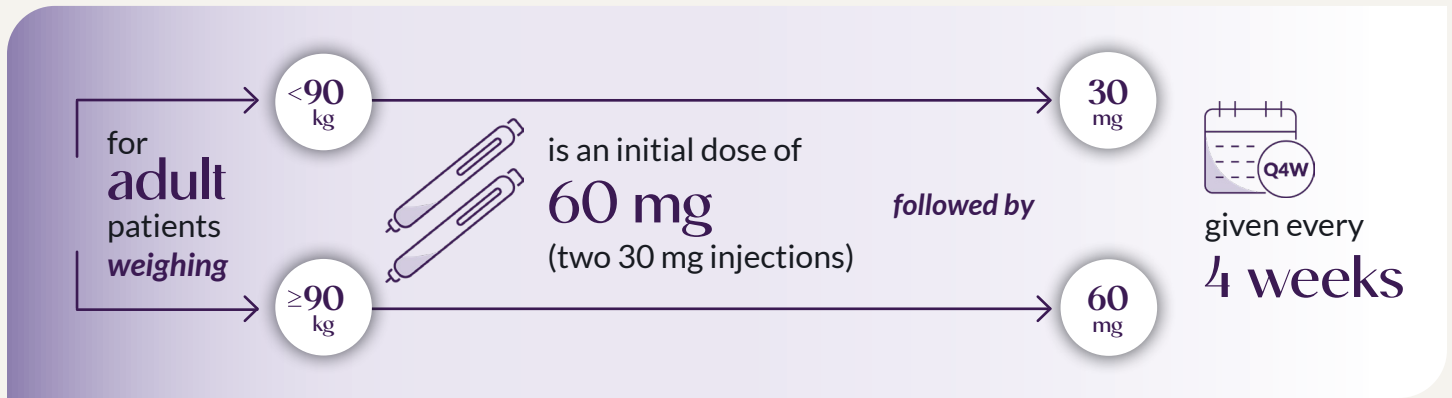 for
adult
patients
weighing
<90
kg
≥90
kg
is an initial dose of
60 mg
(two 30 mg injections)
followed by
30
mg
60
mg
Q4W
given every
4 weeks